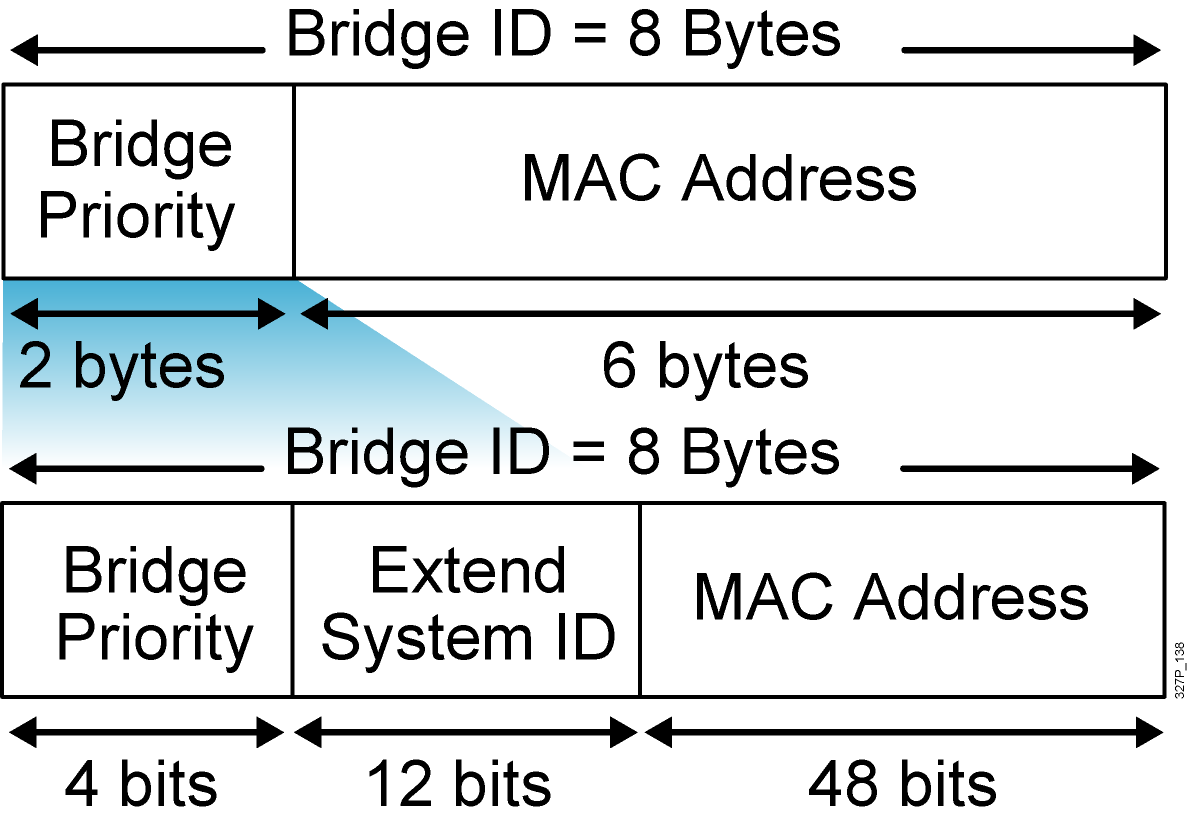 Bridge ID = 8 Bytes
Bridge
Priority
MAC Address
2 bytes
6 bytes
Bridge ID = 8 Bytes
Bridge
Priority
Extend
System ID
MAC Address
327P_138
4 bits
12 bits
48 bits